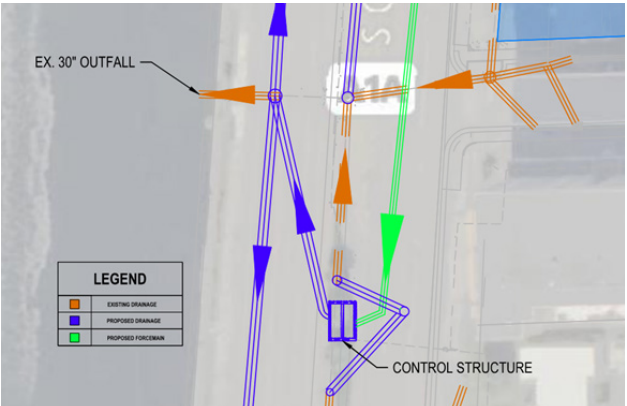 EX. 30" OUTFALL
A1A
LEGEND
EXISTING DRAINAGE
PROPOSED DRAINAGE
PROPOSED FORCEMAIN
CONTROL STRUCTURE